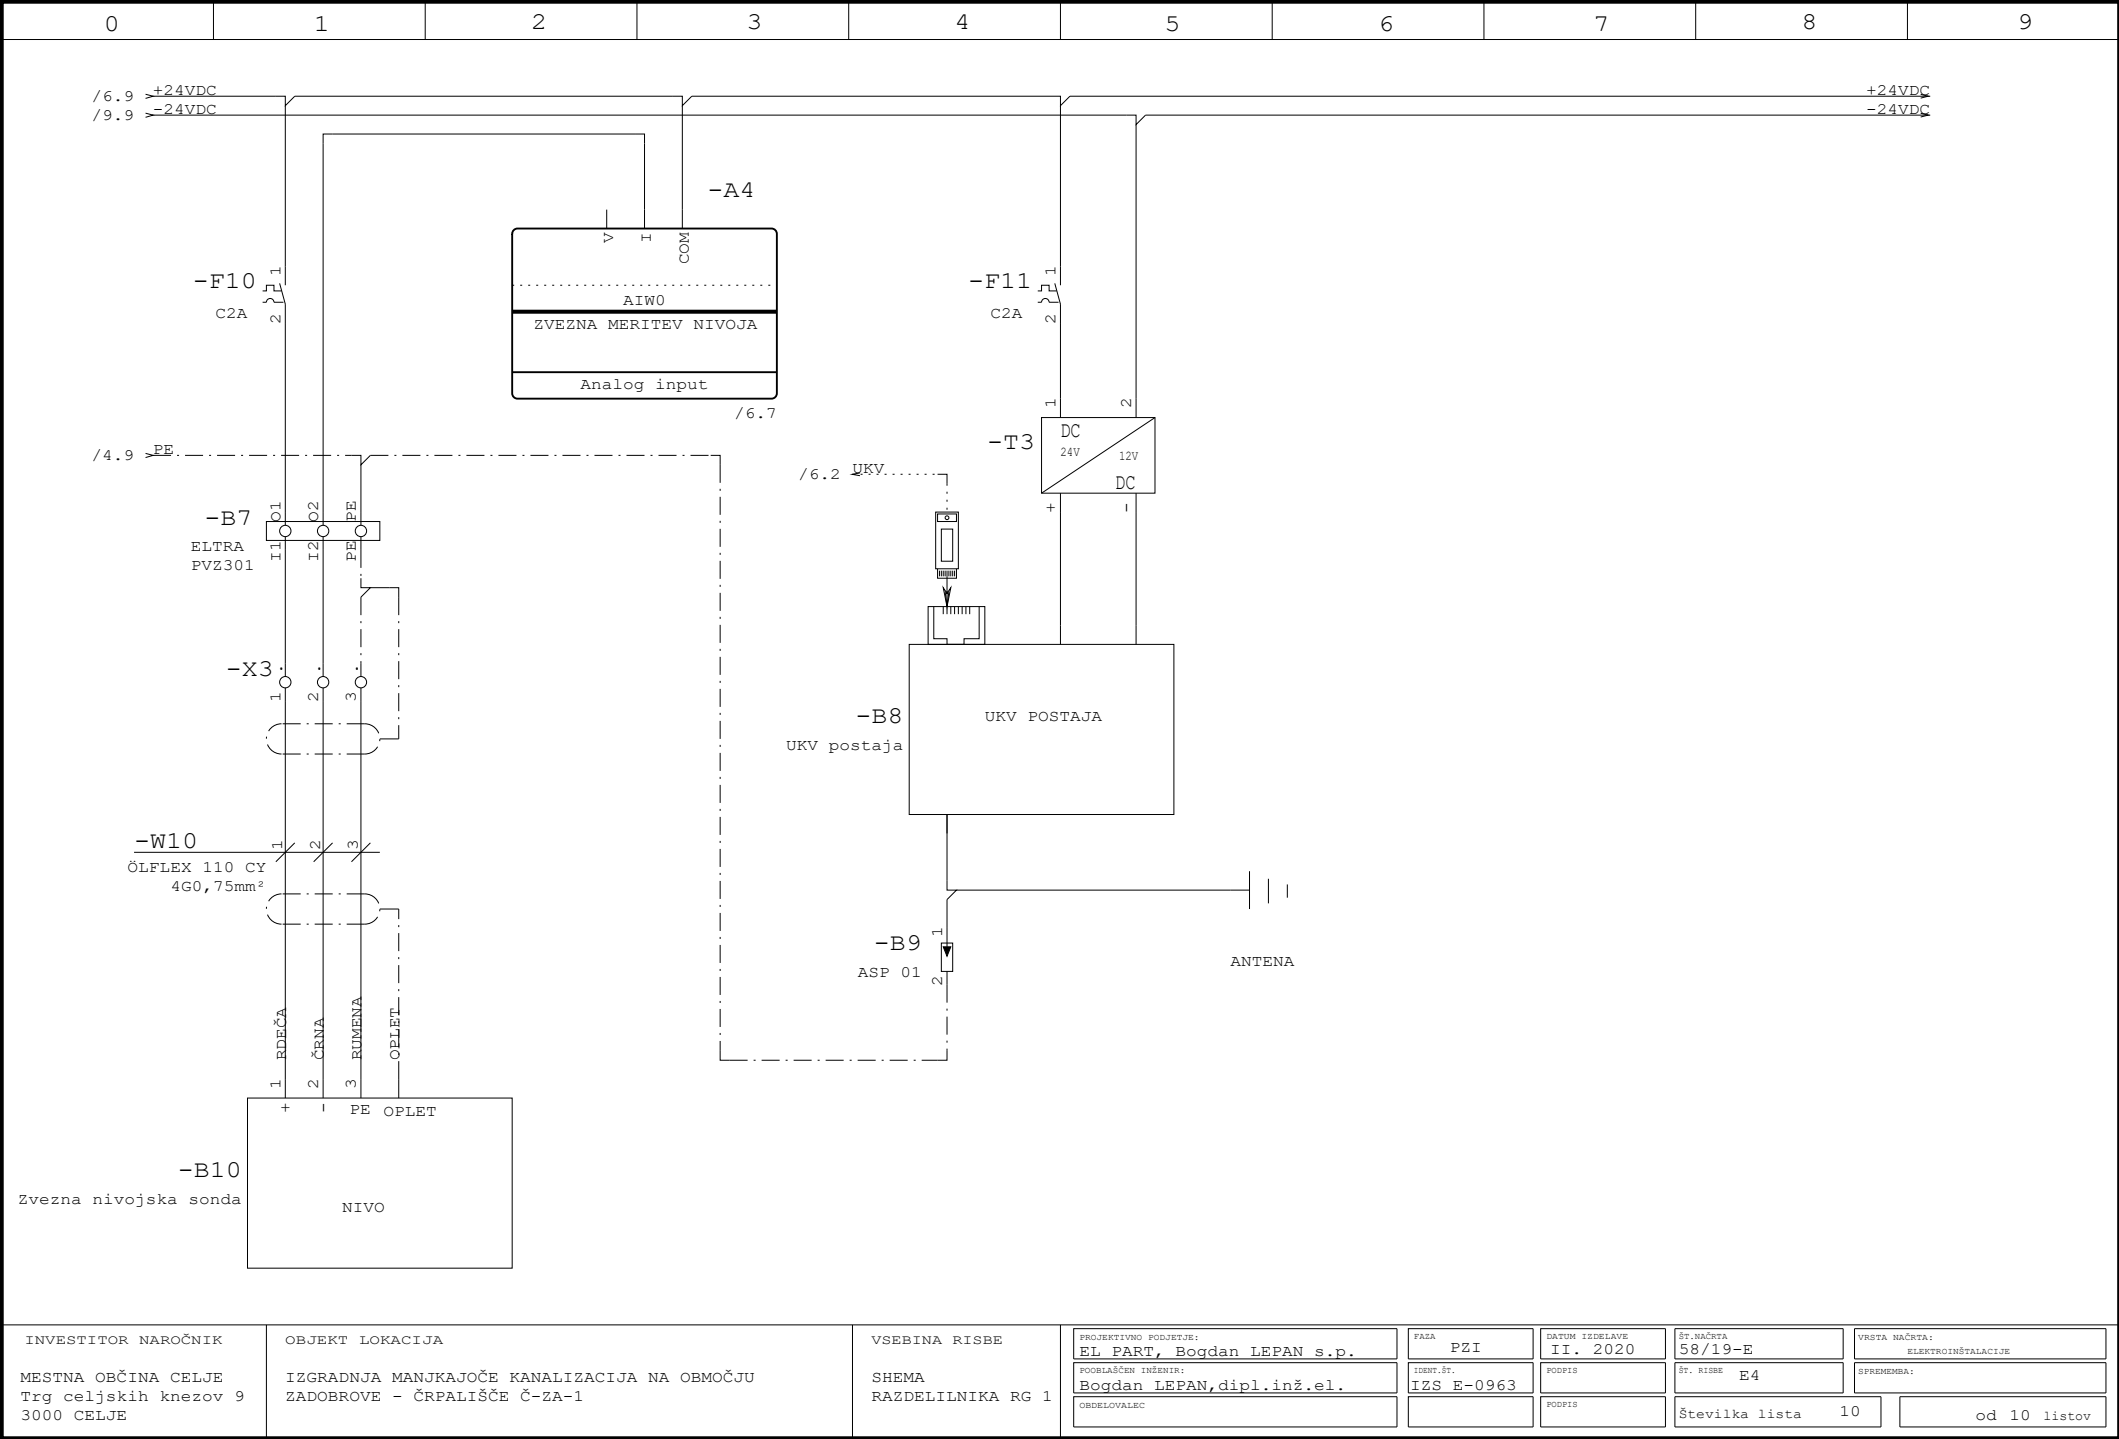 0 1 2 3 4 5 6 7 8 9
/6.9 +24VDC +24VDC
/9.9 -24VDC -24VDC
-A4
V I COM
-F10 1 2
C2A
-F11 1 2
C2A
AIW0
ZVEZNA MERITEV NIVOJA
Analog input
/6.7
1 2
-T3
DC
24V 12V
DC
+ -
/4.9 PE
/6.2 UKV
O1 O2 PE
-B7
I1 I2 PE
ELTRA
PVZ301
-X3
1 2 3
-B8
UKV POSTAJA
UKV postaja
-W10 1 2 3
ÖLFLEX 110 CY
4G0,75mm²
-B9 1 2
ASP 01
ANTENA
RDEČA ČRNA RUMENA OPLET
1 2 3
+ - PE OPLET
-B10
Zvezna nivojska sonda
NIVO
INVESTITOR NAROČNIK
MESTNA OBČINA CELJE
Trg celjskih knezov 9
3000 CELJE
OBJEKT LOKACIJA
IZGRADNJA MANJKAJOČE KANALIZACIJA NA OBMOČJU
ZADOBROVE - ČRPALIŠČE Č-ZA-1
VSEBINA RISBE
SHEMA
RAZDELILNIKA RG 1
PROJEKTIVNO PODJETJE:
EL PART, Bogdan LEPAN s.p.
POOBLAŠČEN INŽENIR:
Bogdan LEPAN,dipl.inž.el.
OBDELOVALEC
FAZA
PZI
IDENT.ŠT.
IZS E-0963
DATUM IZDELAVE
II. 2020
PODPIS
PODPIS
ŠT.NAČRTA
58/19-E
ŠT. RISBE E4
Številka lista 10
VRSTA NAČRTA:
ELEKTROINŠTALACIJE
SPREMEMBA:
od 10 listov